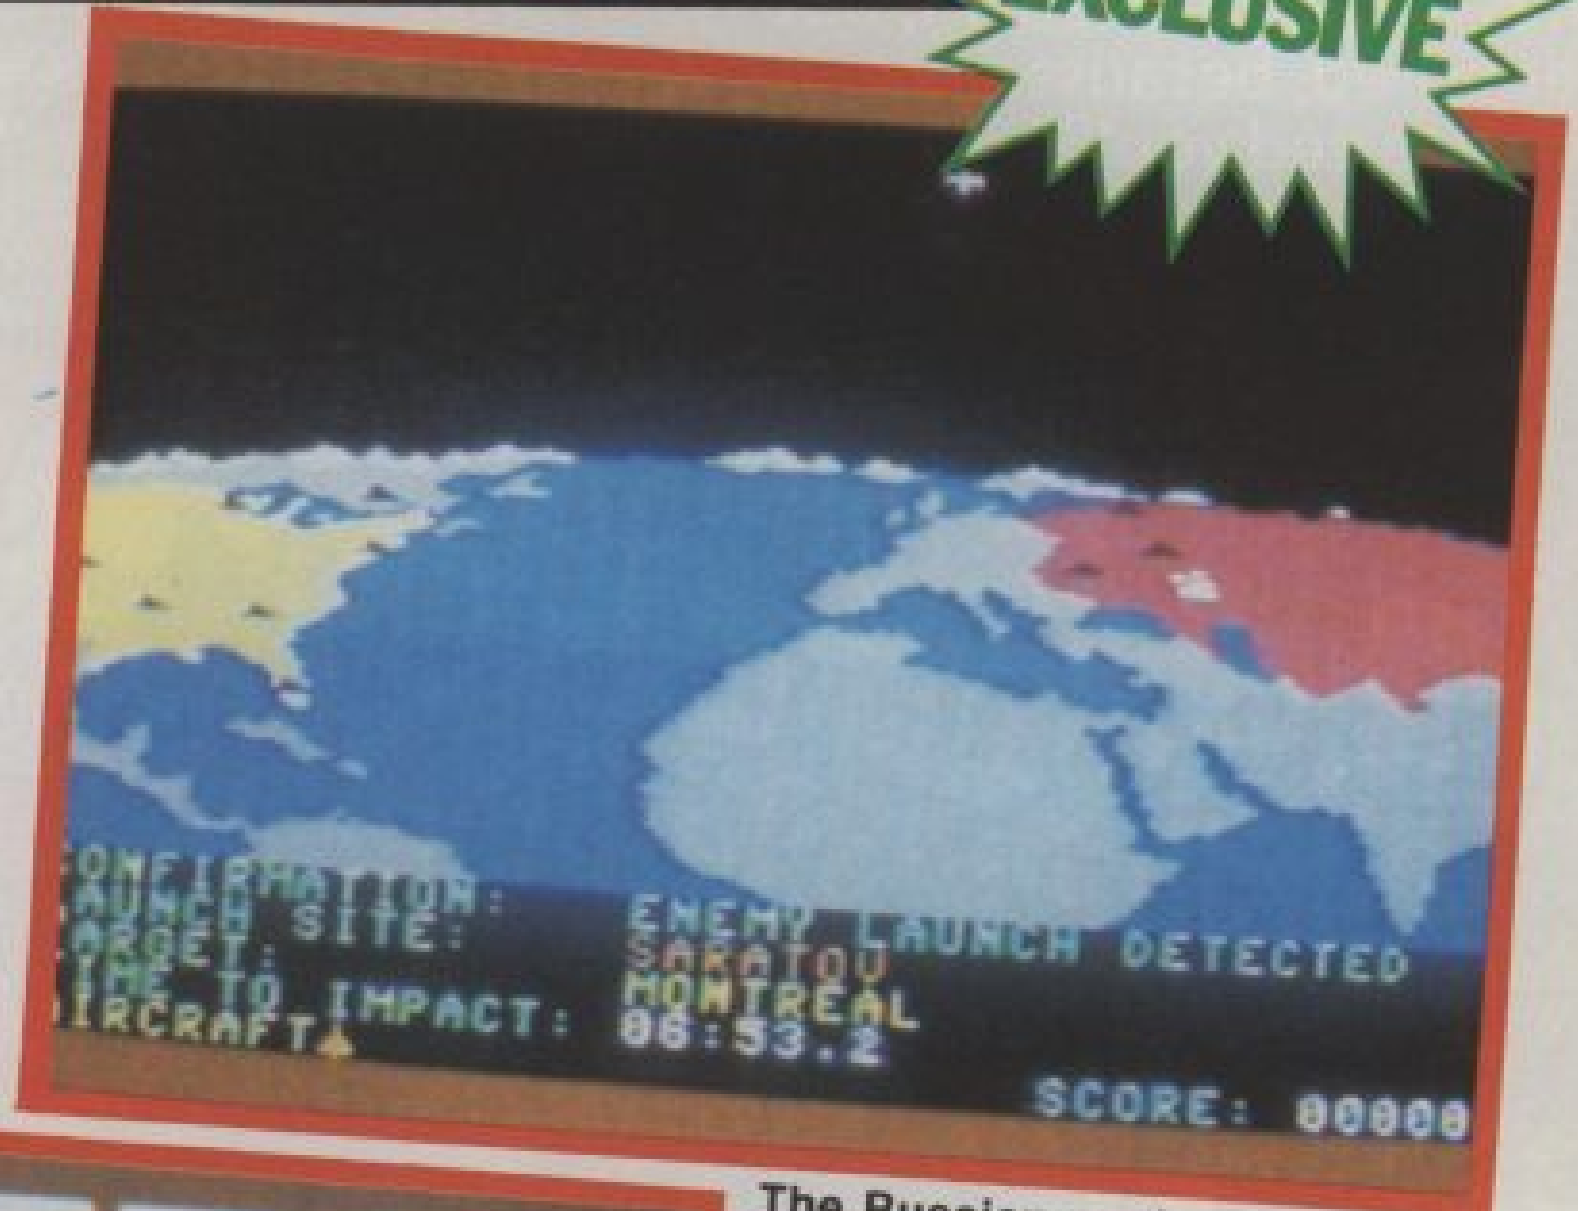 EXCLUSIVE
CONFIRMATION: ENEMY LAUNCH DETECTED
LAUNCH SITE: SARATOV
TARGET: MONTREAL
TIME TO IMPACT: 06:53.2
AIRCRAFT
SCORE: 00000
The Russian